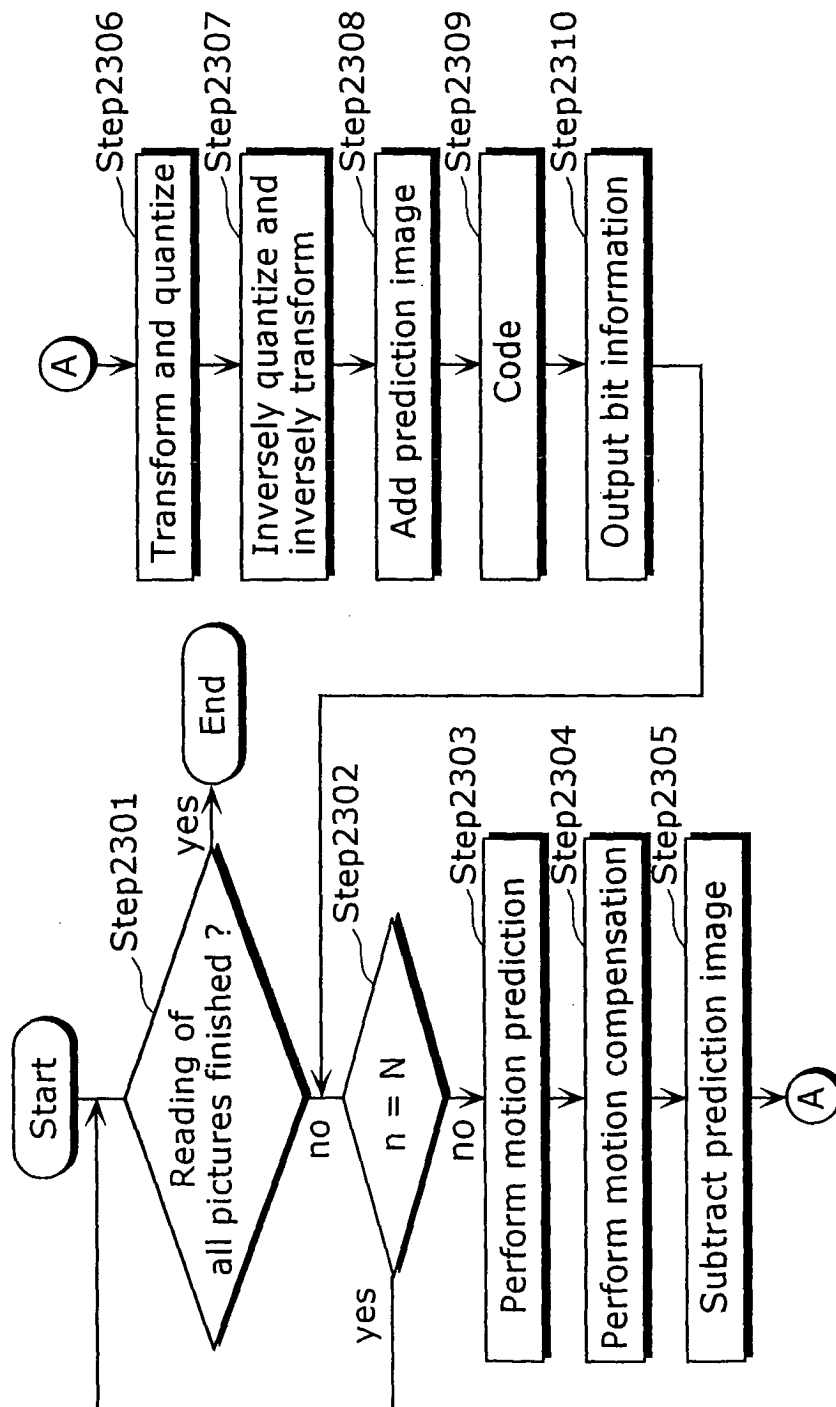 Start
Step2301
Reading of
all pictures finished ?
yes
End
no
Step2302
n = N
yes
no
Step2303
Perform motion prediction
Step2304
Perform motion compensation
Step2305
Subtract prediction image
A
A
Step2306
Transform and quantize
Step2307
Inversely quantize and
inversely transform
Step2308
Add prediction image
Step2309
Code
Step2310
Output bit information